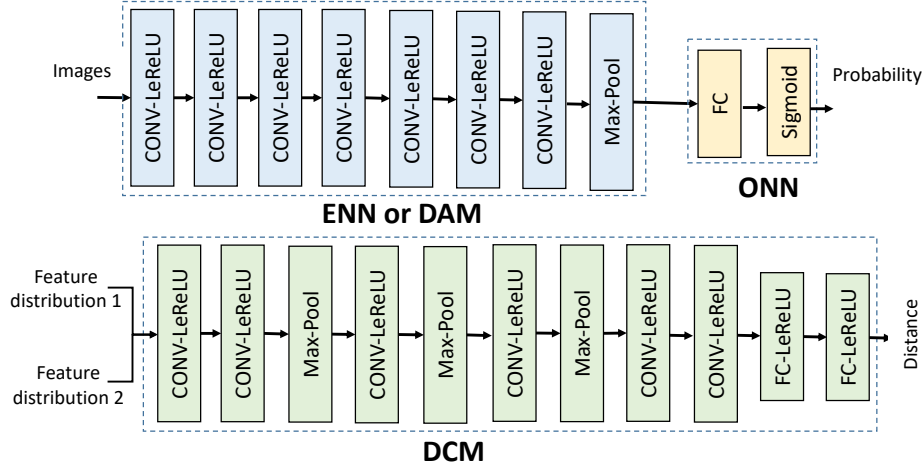 Images
CONV-LeReLU
CONV-LeReLU
CONV-LeReLU
CONV-LeReLU
CONV-LeReLU
CONV-LeReLU
CONV-LeReLU
Max-Pool
FC
Sigmoid
Probability
ENN or DAM
ONN
Feature
distribution 1
Feature
distribution 2
CONV-LeReLU
CONV-LeReLU
Max-Pool
CONV-LeReLU
Max-Pool
CONV-LeReLU
Max-Pool
CONV-LeReLU
CONV-LeReLU
FC-LeReLU
FC-LeReLU
Distance
DCM